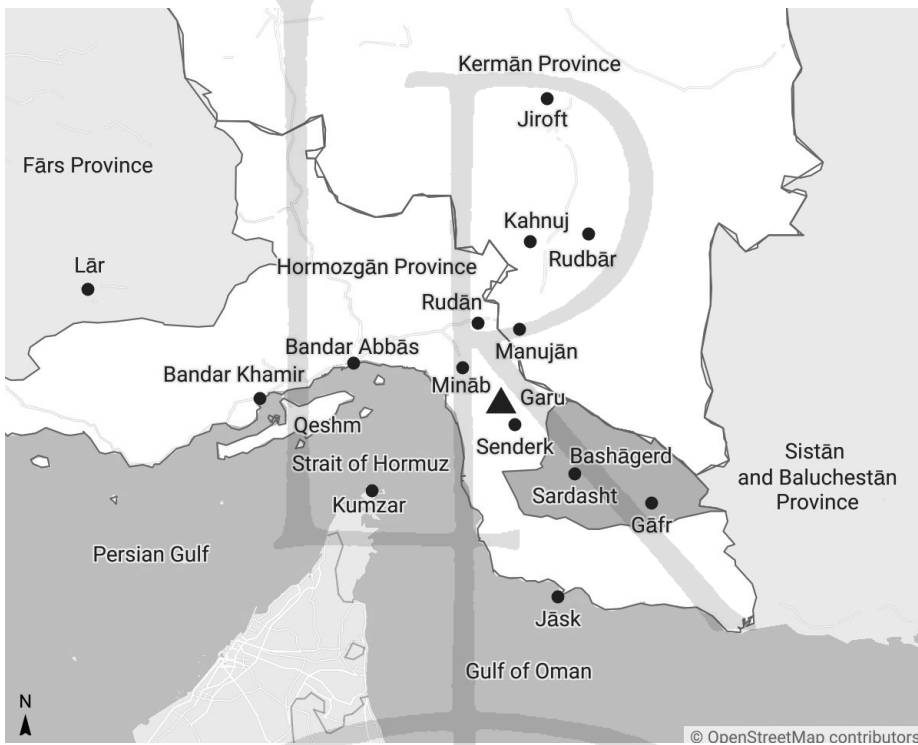 Kermān Province
Jiroft
Fārs Province
Kahnuj
Rudbār
Lār
Hormozgān Province
Rudān
Manujān
Bandar Abbās
Bandar Khamir
Mināb
Garu
Qeshm
Senderk
Bashāgerd
Sistān
and Baluchestān
Province
Strait of Hormuz
Sardasht
Kumzar
Gāfr
Persian Gulf
Jāsk
Gulf of Oman
N
© OpenStreetMap contributors